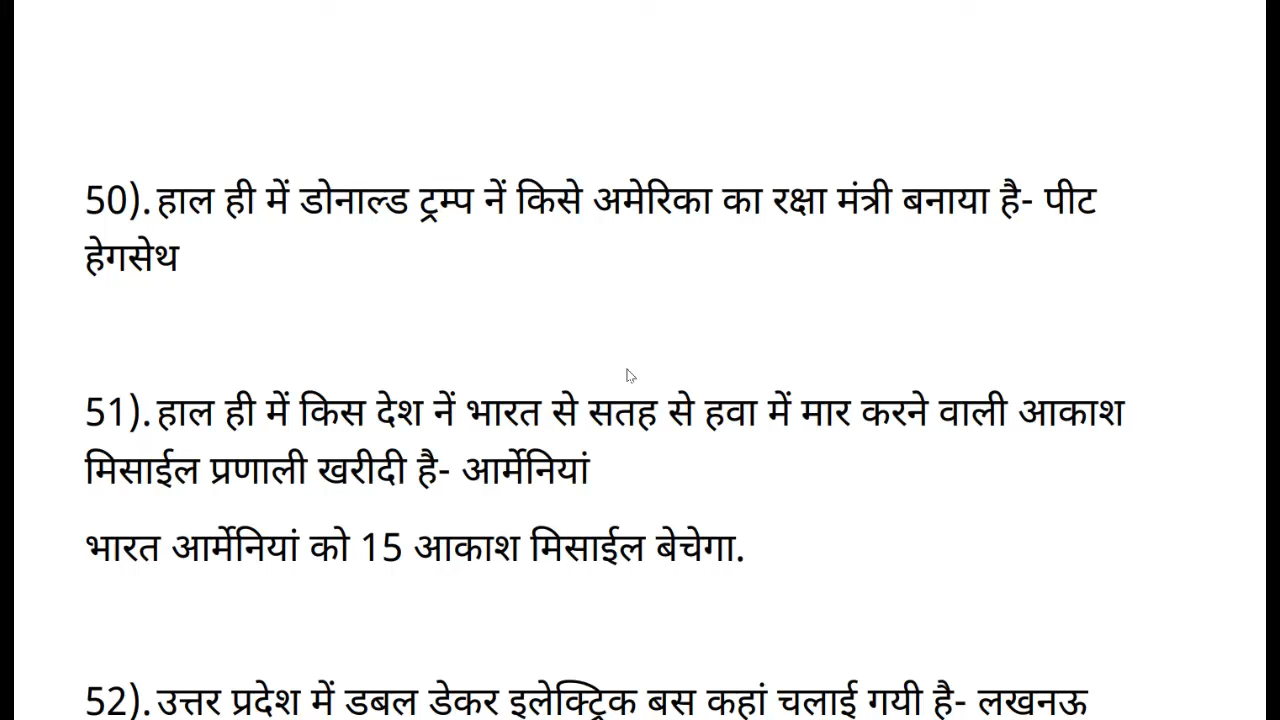 50). हाल ही में डोनाल्ड ट्रम्प नें किसे अमेरिका का रक्षा मंत्री बनाया है- पीट
हेगसेथ
51). हाल ही में किस देश नें भारत से सतह से हवा में मार करने वाली आकाश
मिसाईल प्रणाली खरीदी है- आर्मेनियां
भारत आर्मेनियां को 15 आकाश मिसाईल बेचेगा.
52). उत्तर प्रदेश में डबल डेकर इलेक्ट्रिक बस कहां चलाई गयी है- लखनऊ